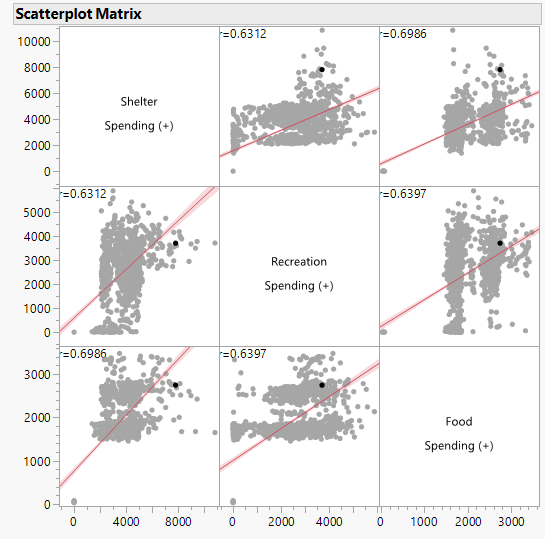 Scatterplot Matrix
r=0.6312
r=0.6986
10000
8000
6000
4000
2000
0
Shelter
Spending (+)
r=0.6312
r=0.6397
5000
4000
3000
2000
1000
0
Recreation
Spending (+)
r=0.6986
r=0.6397
3000
2000
1000
0
Food
Spending (+)
0 4000 8000 0 2000 4000 0 1000 3000